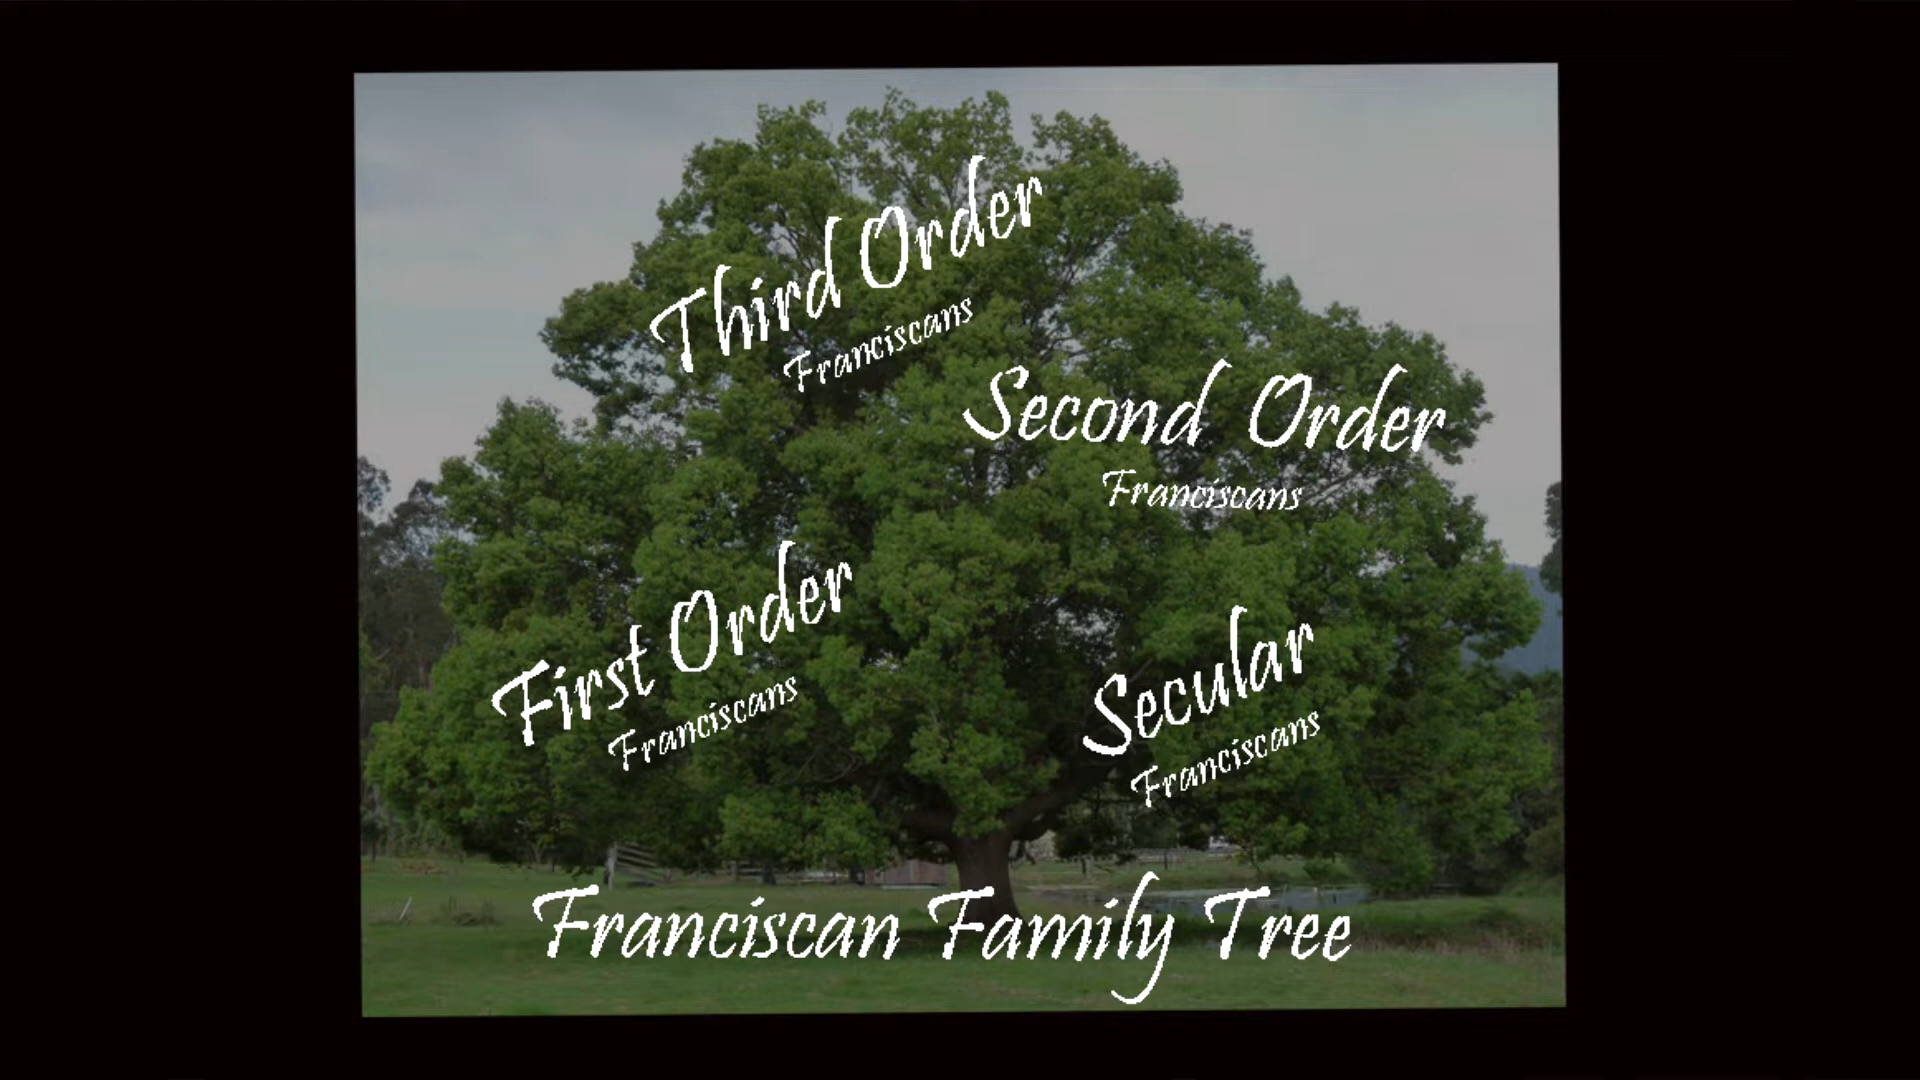 Third Order
Franciscans
Second Order
Franciscans
First Order
Franciscans
Secular
Franciscans
Franciscan Family Tree